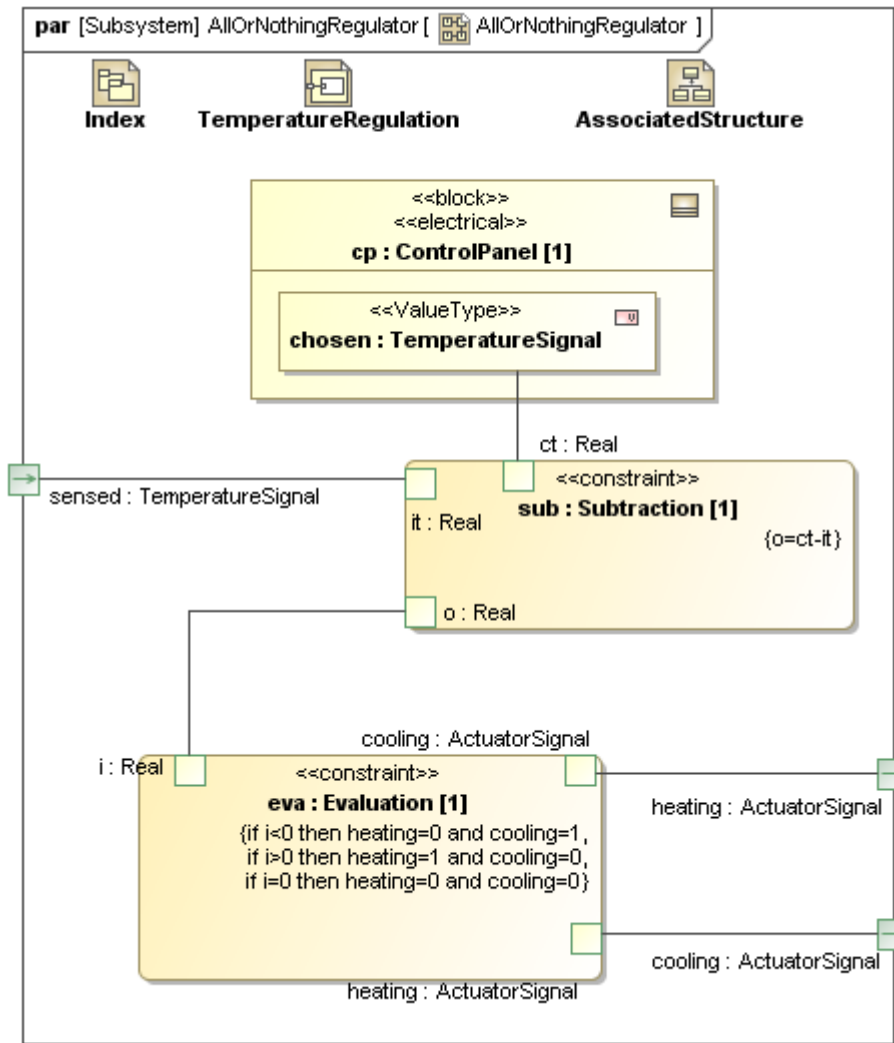 par [Subsystem] AllOrNothingRegulator [ AllOrNothingRegulator ]
Index
TemperatureRegulation
AssociatedStructure
<<block>>
<<electrical>>
cp : ControlPanel [1]
<<ValueType>>
chosen : TemperatureSignal
ct : Real
sensed : TemperatureSignal
<<constraint>>
sub : Subtraction [1]
it : Real
{o=ct-it}
o : Real
cooling : ActuatorSignal
i : Real
<<constraint>>
eva : Evaluation [1]
{if i<0 then heating=0 and cooling=1,
if i>0 then heating=1 and cooling=0,
if i=0 then heating=0 and cooling=0}
heating : ActuatorSignal
cooling : ActuatorSignal
heating : ActuatorSignal